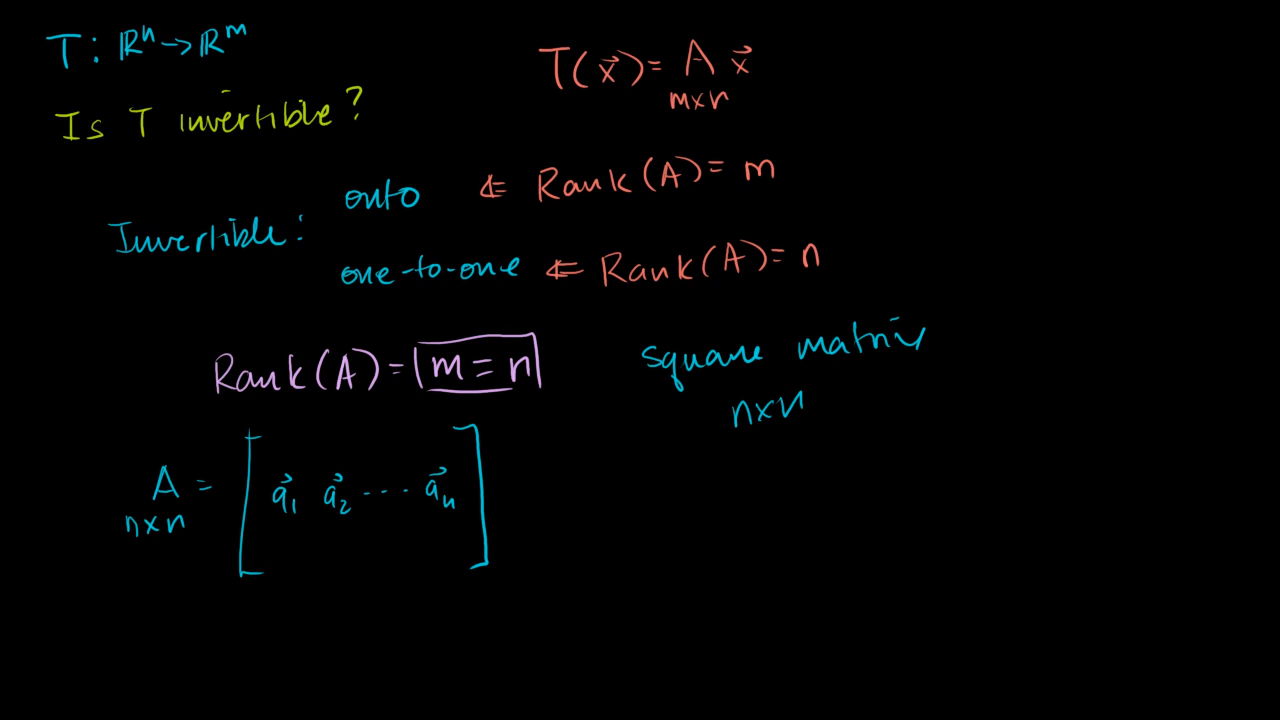 T: ℝⁿ → ℝᵐ
T(x⃗) = A x⃗
m×n
Is T invertible?
onto ⇐ Rank(A) = m
Invertible:
one-to-one ⇐ Rank(A) = n
Rank(A) = m = n
square matrix
n×n
A = [a⃗₁ a⃗₂ ··· a⃗ₙ]
n×n